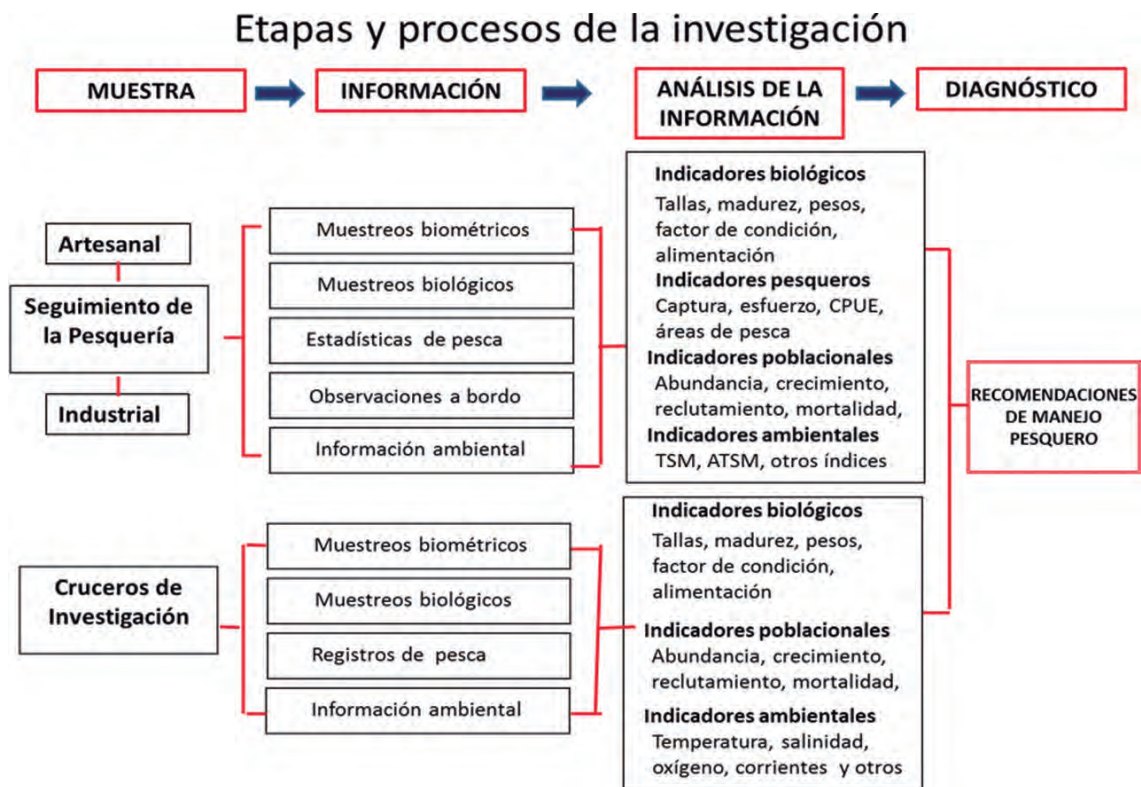 Etapas y procesos de la investigación
MUESTRA
INFORMACIÓN
ANÁLISIS DE LA
INFORMACIÓN
DIAGNÓSTICO
Artesanal
Seguimiento de
la Pesquería
Industrial
Muestreos biométricos
Muestreos biológicos
Estadísticas de pesca
Observaciones a bordo
Información ambiental
Indicadores biológicos
Tallas, madurez, pesos,
factor de condición,
alimentación
Indicadores pesqueros
Captura, esfuerzo, CPUE,
áreas de pesca
Indicadores poblacionales
Abundancia, crecimiento,
reclutamiento, mortalidad,
Indicadores ambientales
TSM, ATSM, otros índices
RECOMENDACIONES
DE MANEJO
PESQUERO
Cruceros de
Investigación
Muestreos biométricos
Muestreos biológicos
Registros de pesca
Información ambiental
Indicadores biológicos
Tallas, madurez, pesos,
factor de condición,
alimentación
Indicadores poblacionales
Abundancia, crecimiento,
reclutamiento, mortalidad,
Indicadores ambientales
Temperatura, salinidad,
oxígeno, corrientes y otros